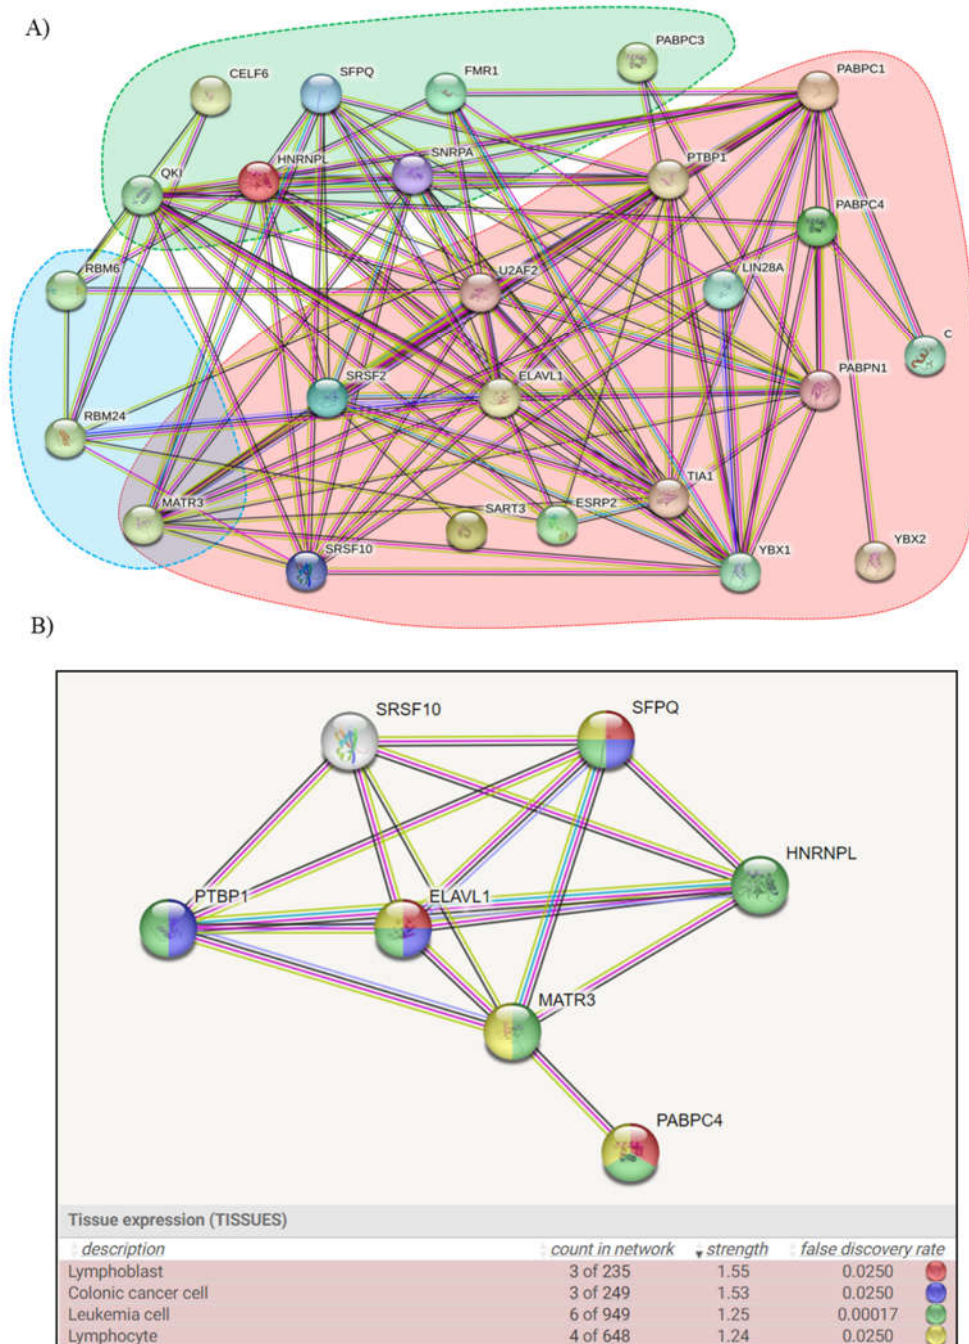 A)
PABPC3
CELF6
SFPQ
FMR1
PABPC1
HNRNPL
SNRPA
PTBP1
QKI
PABPC4
RBM6
U2AF2
LIN28A
C
SRSF2
ELAVL1
PABPN1
RBM24
TIA1
MATR3
SART3
ESRP2
SRSF10
YBX1
YBX2
B)
SRSF10
SFPQ
HNRNPL
PTBP1
ELAVL1
MATR3
PABPC4
Tissue expression (TISSUES)
description count in network strength false discovery rate
Lymphoblast 3 of 235 1.55 0.0250
Colonic cancer cell 3 of 249 1.53 0.0250
Leukemia cell 6 of 949 1.25 0.00017
Lymphocyte 4 of 648 1.24 0.0250